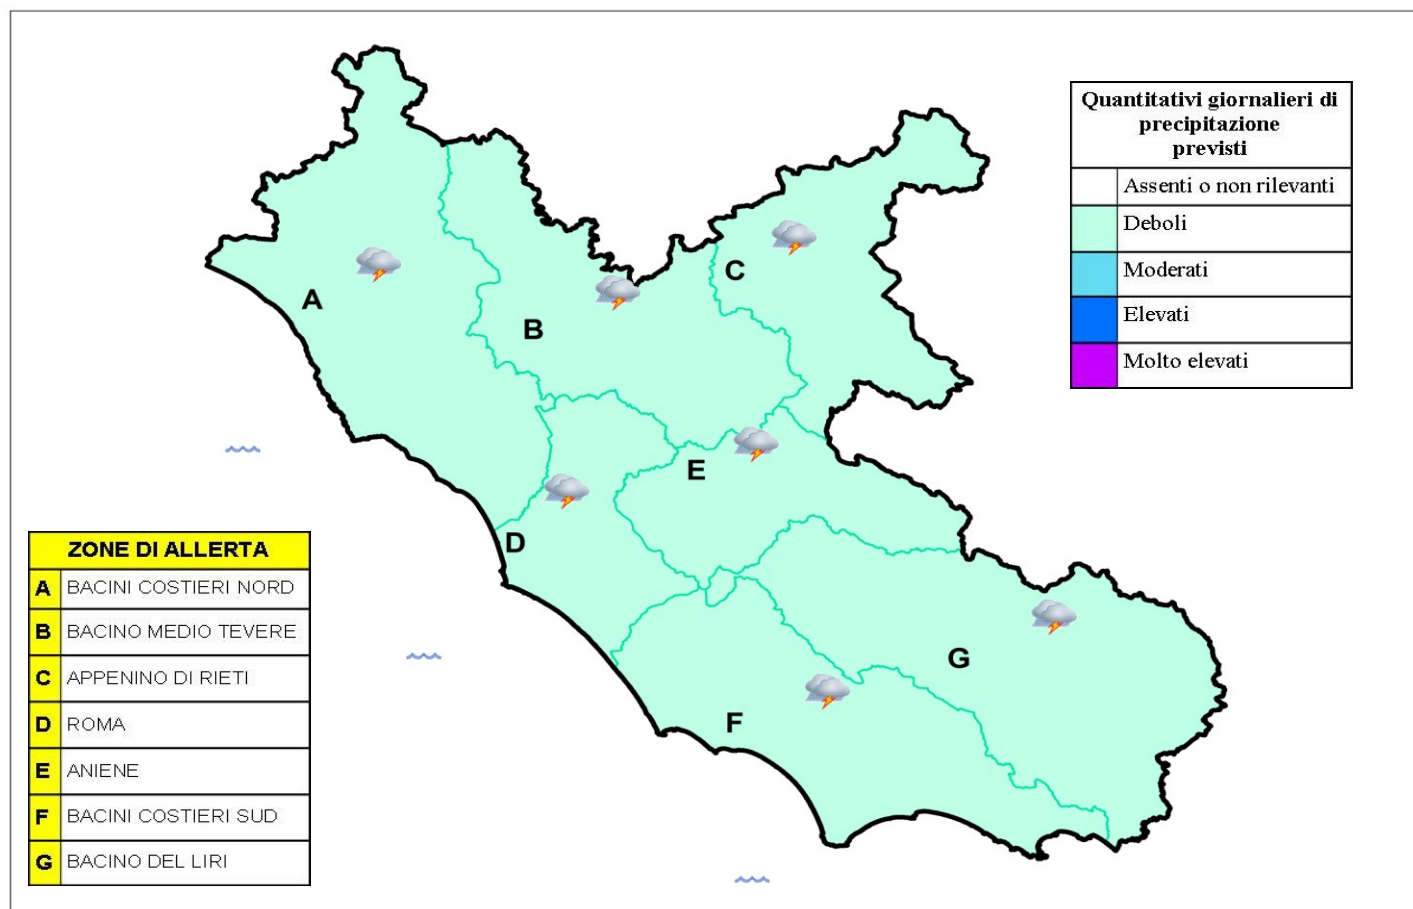 Quantitativi giornalieri di
precipitazione
previsti
Assenti o non rilevanti
Deboli
Moderati
Elevati
Molto elevati
A
B
C
D
E
F
G
ZONE DI ALLERTA
A BACINI COSTIERI NORD
B BACINO MEDIO TEVERE
C APPENINO DI RIETI
D ROMA
E ANIENE
F BACINI COSTIERI SUD
G BACINO DEL LIRI